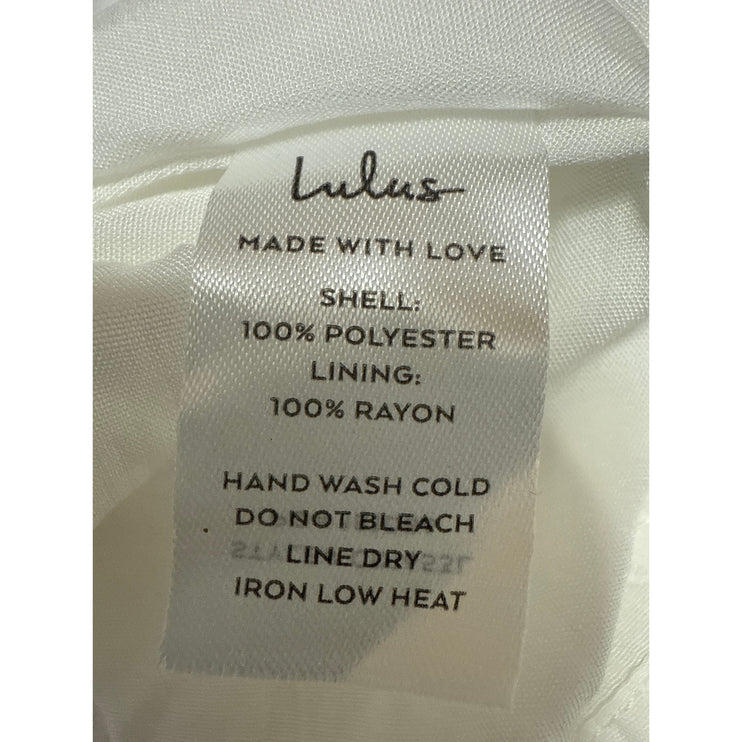 Lulus
MADE WITH LOVE
SHELL:
100% POLYESTER
LINING:
100% RAYON
HAND WASH COLD
DO NOT BLEACH
LINE DRY
IRON LOW HEAT